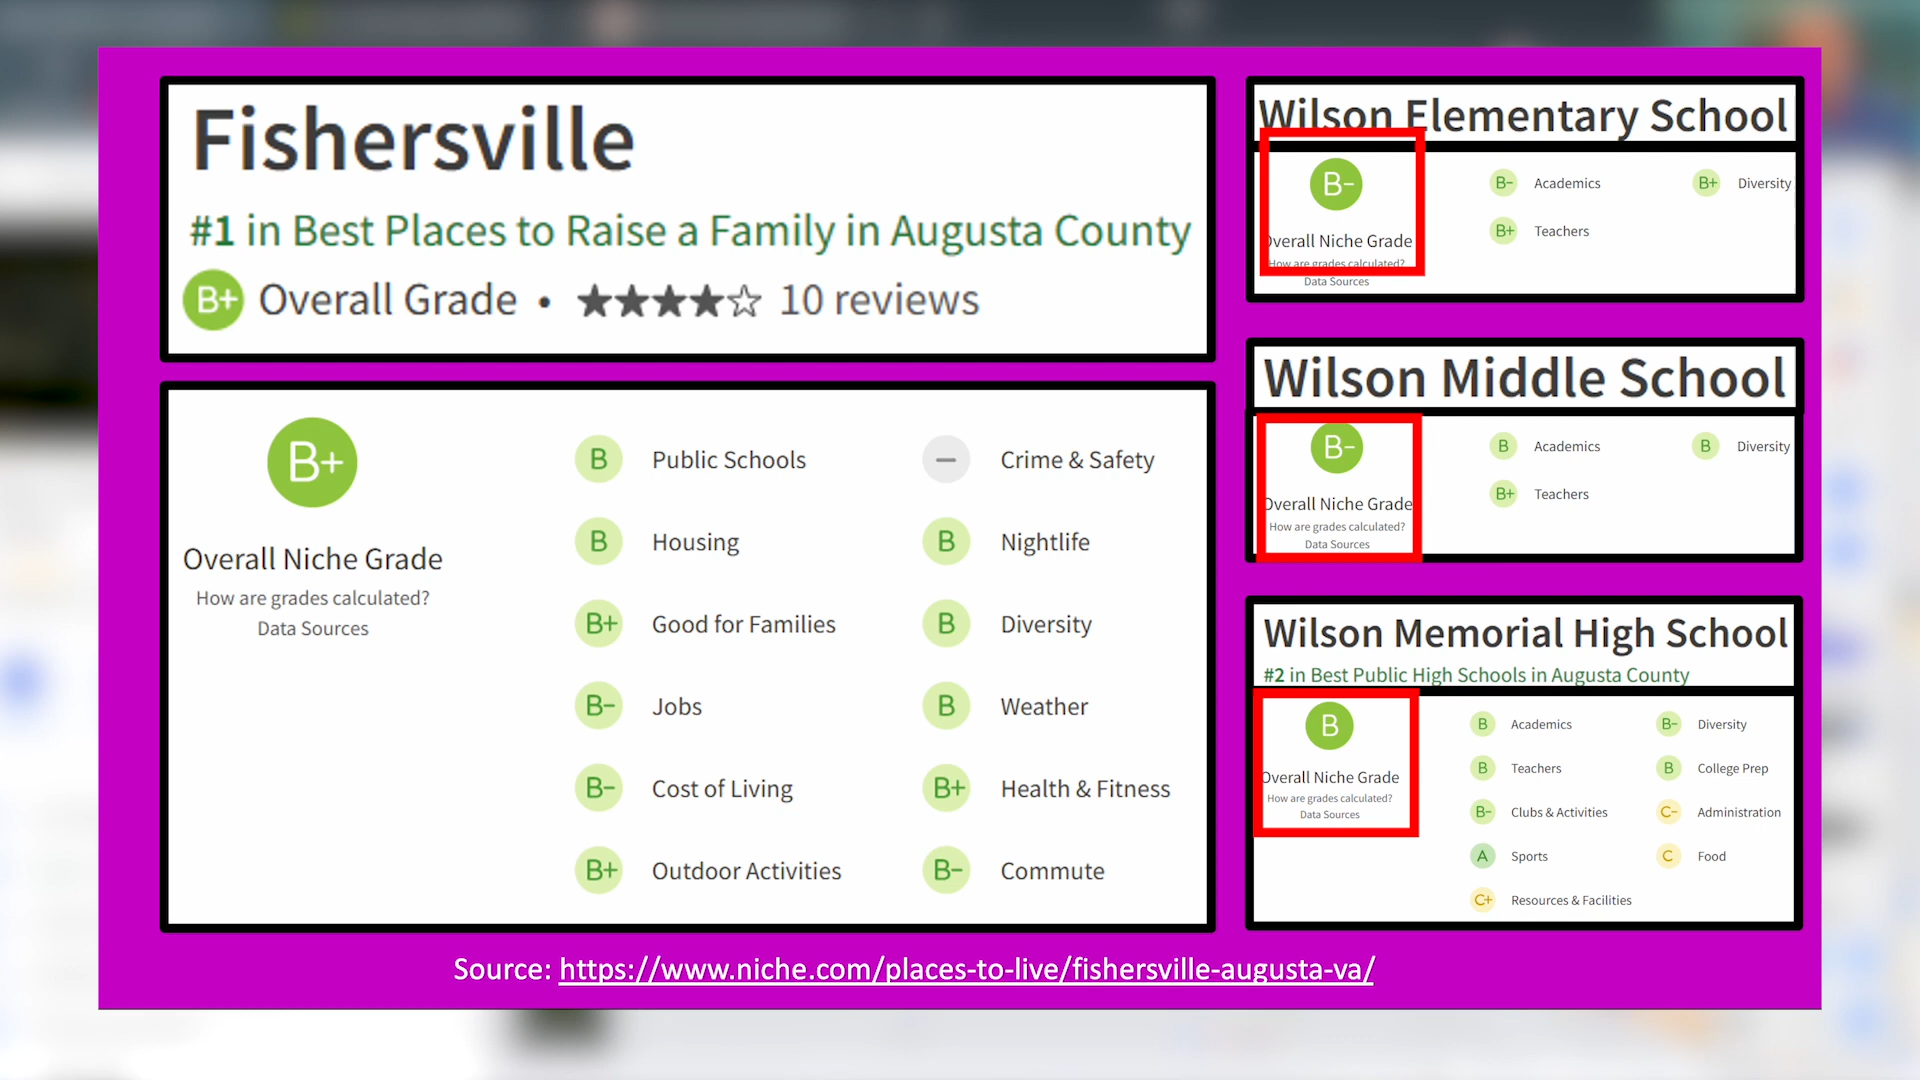 Fishersville
#1 in Best Places to Raise a Family in Augusta County
B+ Overall Grade • ★★★★☆ 10 reviews
B+
Overall Niche Grade
How are grades calculated?
Data Sources
B Public Schools
B Housing
B+ Good for Families
B- Jobs
B- Cost of Living
B+ Outdoor Activities
– Crime & Safety
B Nightlife
B Diversity
B Weather
B+ Health & Fitness
B- Commute
Wilson Elementary School
B-
Overall Niche Grade
How are grades calculated?
Data Sources
B- Academics
B+ Teachers
B+ Diversity
Wilson Middle School
B-
Overall Niche Grade
How are grades calculated?
Data Sources
B Academics
B+ Teachers
B Diversity
Wilson Memorial High School
#2 in Best Public High Schools in Augusta County
B
Overall Niche Grade
How are grades calculated?
Data Sources
B Academics
B Teachers
B- Clubs & Activities
A Sports
C+ Resources & Facilities
B- Diversity
B College Prep
C- Administration
C Food
Source: https://www.niche.com/places-to-live/fishersville-augusta-va/